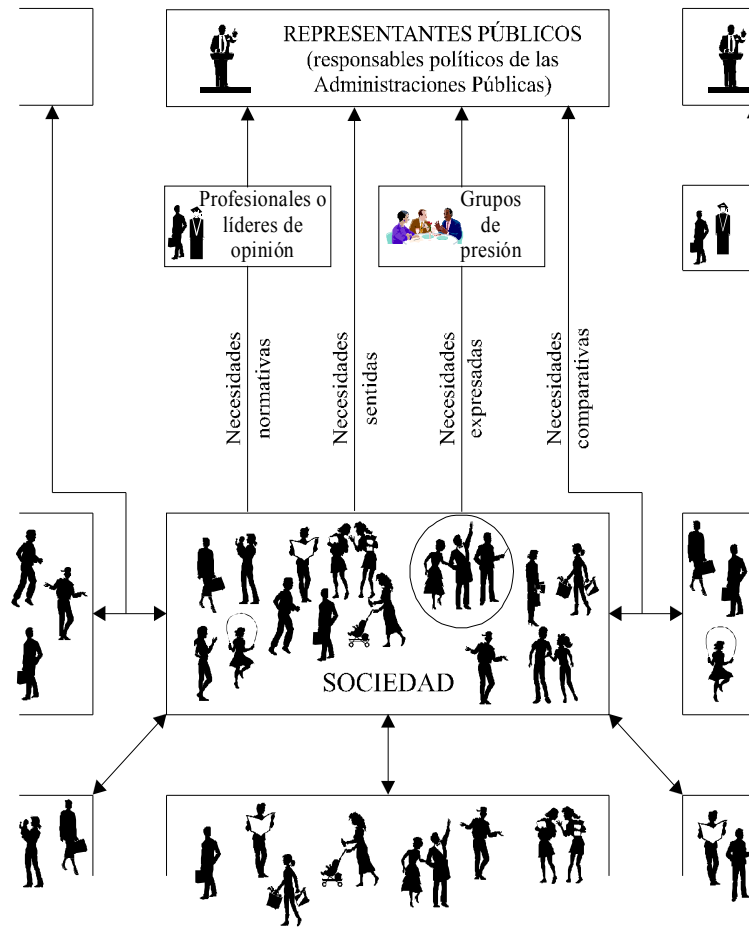 REPRESENTANTES PÚBLICOS
(responsables políticos de las
Administraciones Públicas)
Profesionales o
líderes de
opinión
Grupos
de
presión
Necesidades
normativas
Necesidades
sentidas
Necesidades
expresadas
Necesidades
comparativas
SOCIEDAD